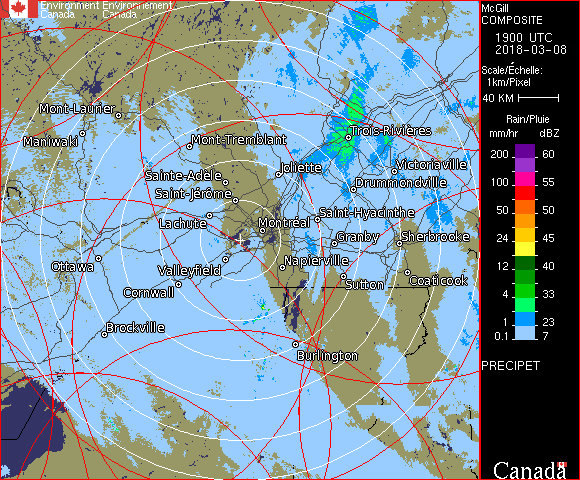 Environment Environnement
Canada Canada
McGill
COMPOSITE
1900 UTC
2018-03-08
Scale/Échelle:
1km/Pixel
40 KM
Rain/Pluie
mm/hr dBZ
200 60
100 55
50 50
24 45
12 40
8 33
4 30
1 23
0.1 7
PRECIPET
Canada
Mont-Laurier
Maniwaki
Mont-Tremblant
Trois-Rivières
Joliette
Victoriaville
Sainte-Adèle
Drummondville
Saint-Jérôme
Lachute
Saint-Hyacinthe
Montréal
Granby
Sherbrooke
Ottawa
Valleyfield
Napierville
Cornwall
Sutton
Coaticook
Brockville
Burlington